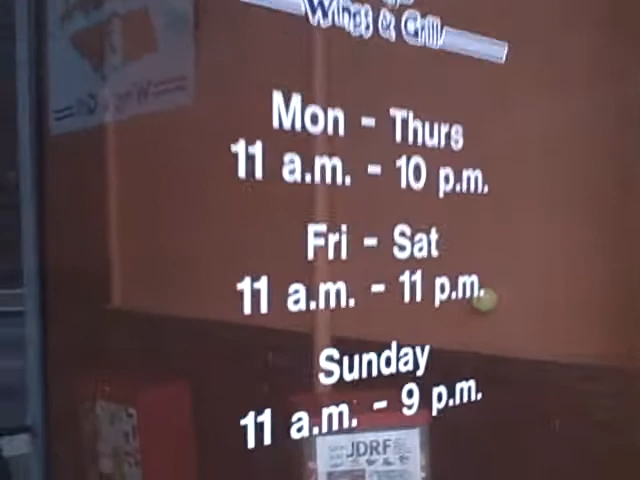 Wings & Grill
Mon - Thurs
11 a.m. - 10 p.m.
Fri - Sat
11 a.m. - 11 p.m.
Sunday
11 a.m. - 9 p.m.
JDRF